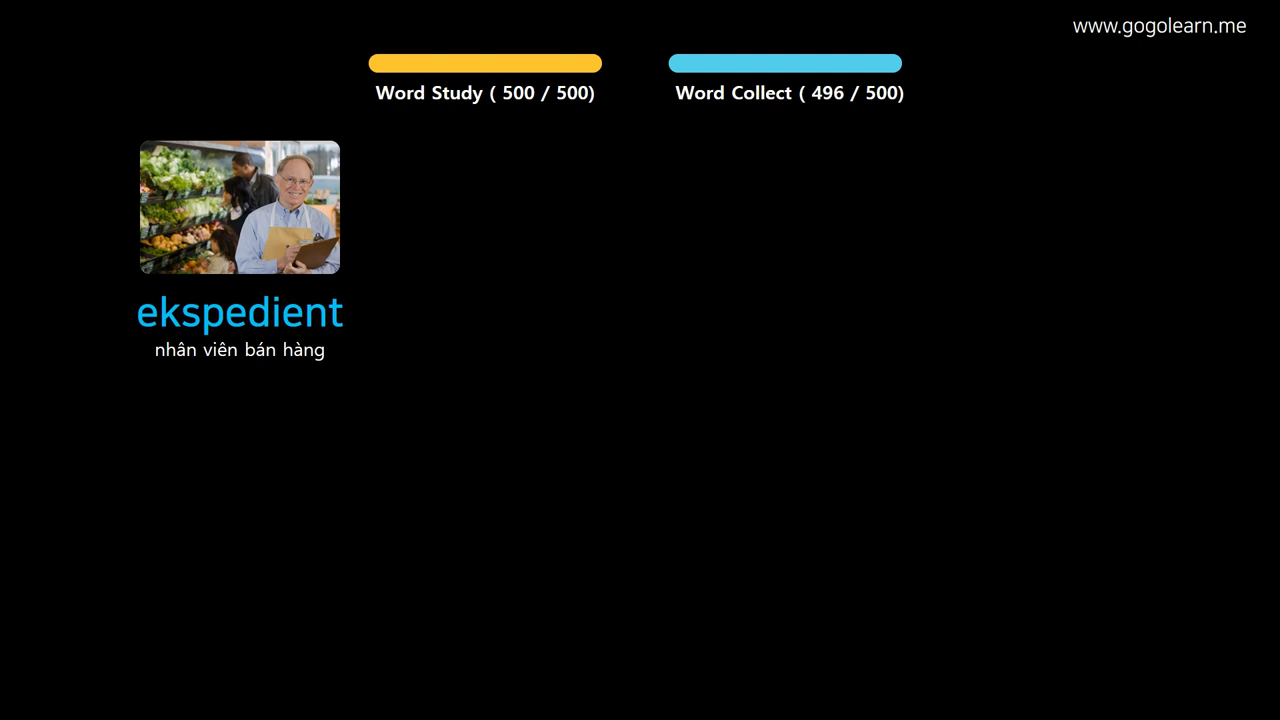 www.gogolearn.me
Word Study ( 500 / 500)
Word Collect ( 496 / 500)
ekspedient
nhân viên bán hàng